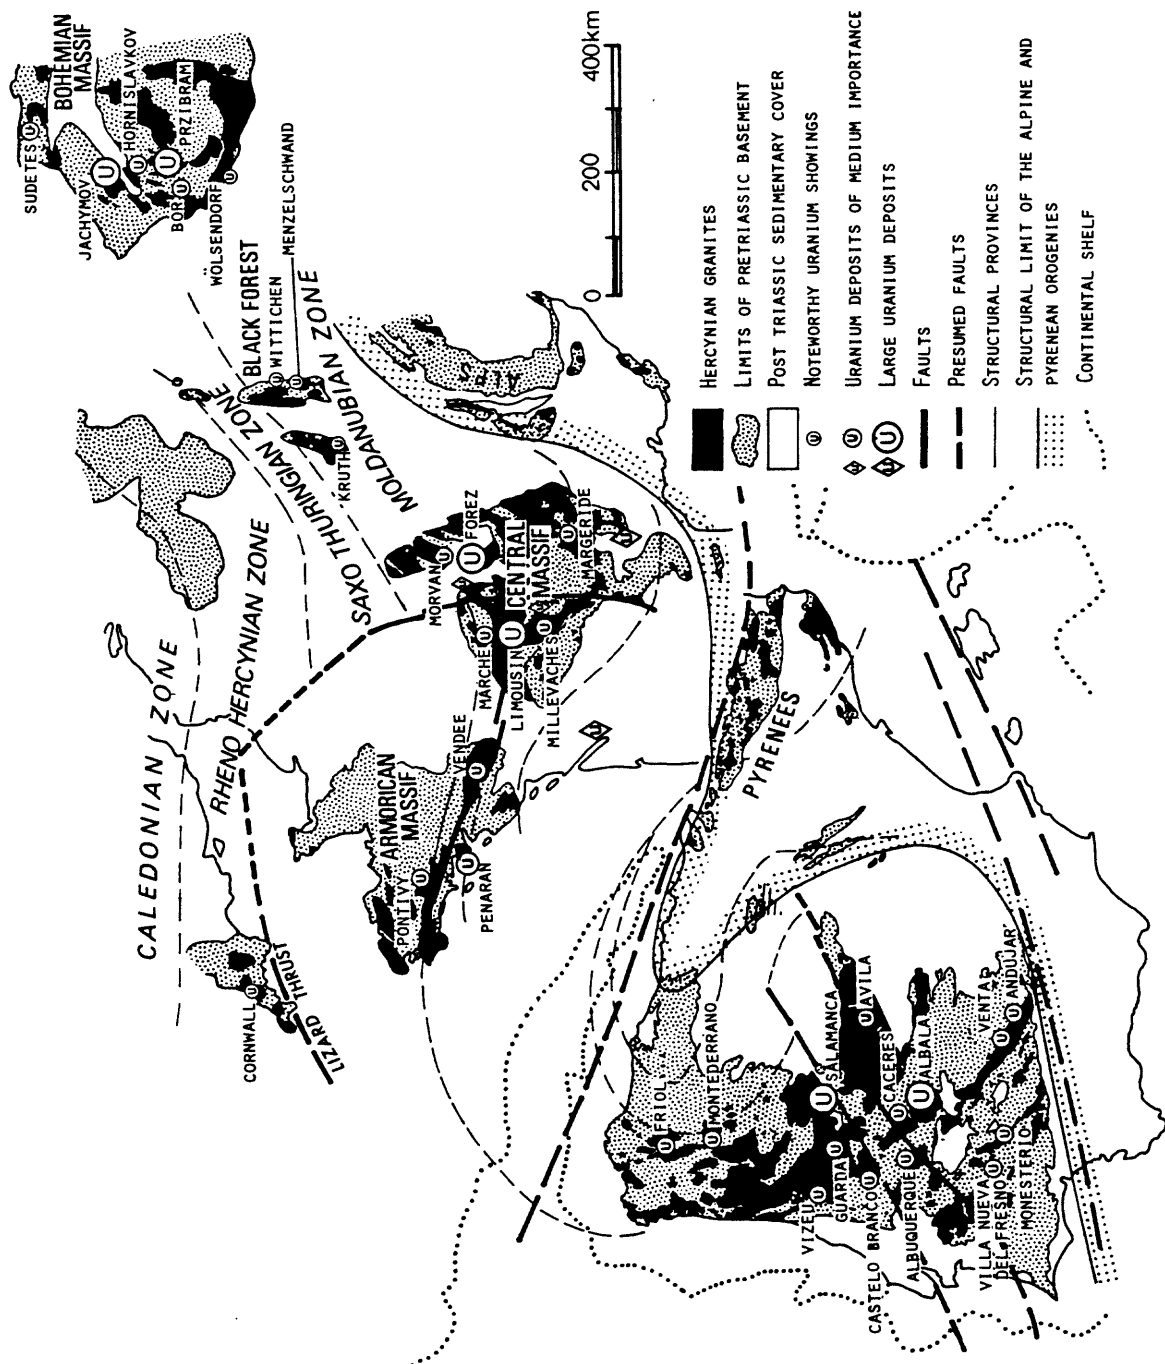 SUDETES
BOHEMIAN
MASSIF
JACHYMOV
HORNISLAVKOV
PRZIBRAM
BOR
WÖLSENDORF
BLACK FOREST
WITTICHEN
MENZELSCHWAND
KRUTH
CALEDONIAN ZONE
RHENO HERCYNIAN ZONE
SAXO THURINGIAN ZONE
MOLDANUBIAN ZONE
ALPS
CORNWALL
LIZARD THRUST
ARMORICAN
MASSIF
PONTIVY
PENARAN
VENDEE
MORVAN
FOREZ
MARCHE
LIMOUSIN
CENTRAL
MASSIF
MILLEVACHES
MARGERIDE
PYRENEES
FRIOL
MONTEDERRANO
VIZEU
GUARDA
SALAMANCA
AVILA
CASTELO BRANCO
CACERES
ALBUQUERQUE
ALBALA
VILLA NUEVA
DEL FRESNO
MONESTERIO
VENTA
ANDUJAR
0 200 400km
HERCYNIAN GRANITES
LIMITS OF PRETRIASSIC BASEMENT
POST TRIASSIC SEDIMENTARY COVER
U NOTEWORTHY URANIUM SHOWINGS
U U URANIUM DEPOSITS OF MEDIUM IMPORTANCE
U U LARGE URANIUM DEPOSITS
FAULTS
PRESUMED FAULTS
STRUCTURAL PROVINCES
STRUCTURAL LIMIT OF THE ALPINE AND
PYRENEAN OROGENIES
CONTINENTAL SHELF